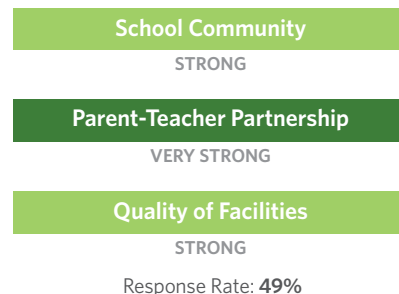 School Community
STRONG
Parent-Teacher Partnership
VERY STRONG
Quality of Facilities
STRONG
Response Rate: 49%